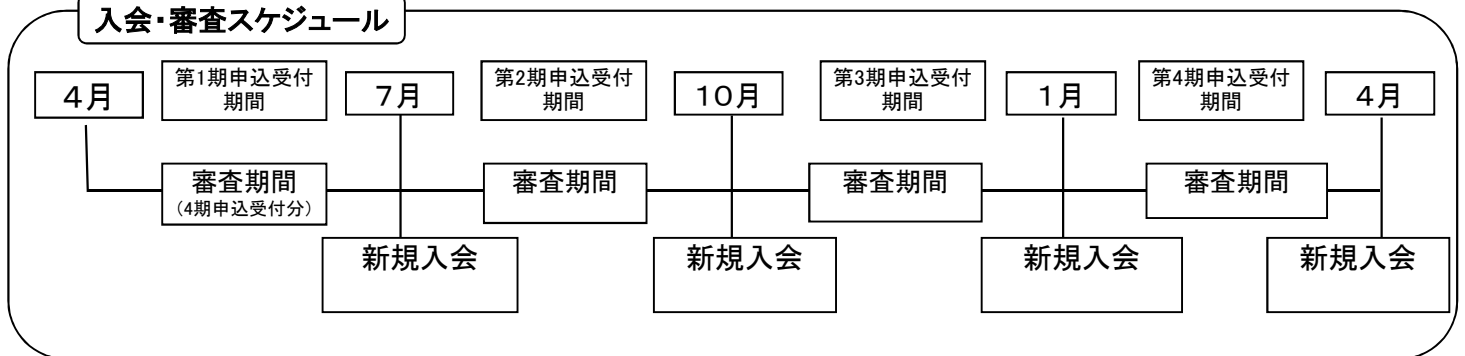 入会・審査スケジュール
４月
第1期申込受付
期間
７月
第2期申込受付
期間
１０月
第3期申込受付
期間
１月
第4期申込受付
期間
４月
審査期間
（4期申込受付分）
審査期間
審査期間
審査期間
新規入会
新規入会
新規入会
新規入会